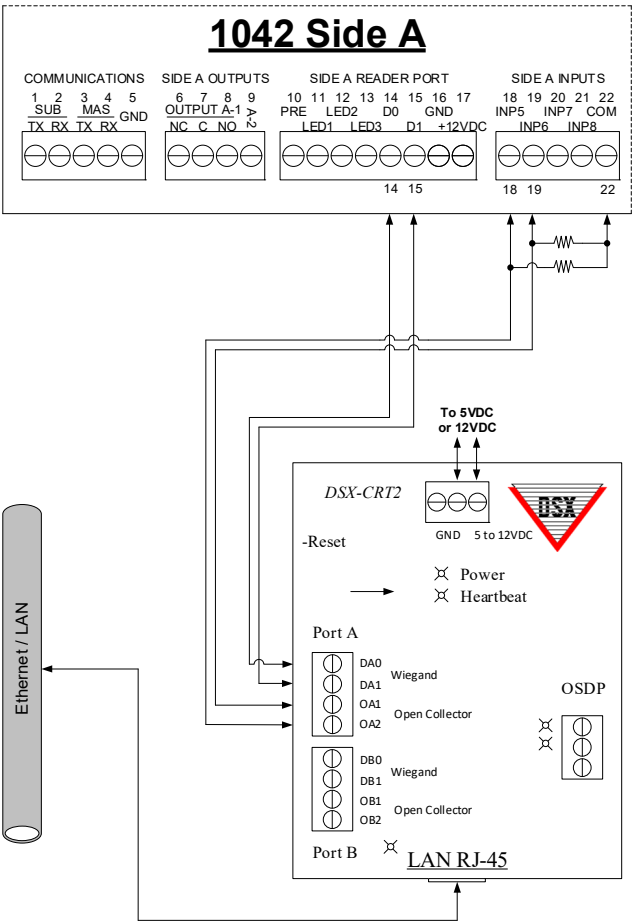 1042 Side A
COMMUNICATIONS SIDE A OUTPUTS SIDE A READER PORT SIDE A INPUTS
1 2 3 4 5 6 7 8 9 10 11 12 13 14 15 16 17 18 19 20 21 22
SUB MAS GND OUTPUT A-1 A-2 PRE LED2 D0 GND INP5 INP7 COM
TX RX TX RX NC C NO LED1 LED3 D1 +12VDC INP6 INP8
14 15 18 19 22
To 5VDC
or 12VDC
DSX-CRT2
DSX
GND 5 to 12VDC
-Reset
Power
Heartbeat
Port A
DA0
DA1
Wiegand
OA1
OA2
Open Collector
OSDP
DB0
DB1
Wiegand
OB1
OB2
Open Collector
Port B
LAN RJ-45
Ethernet / LAN